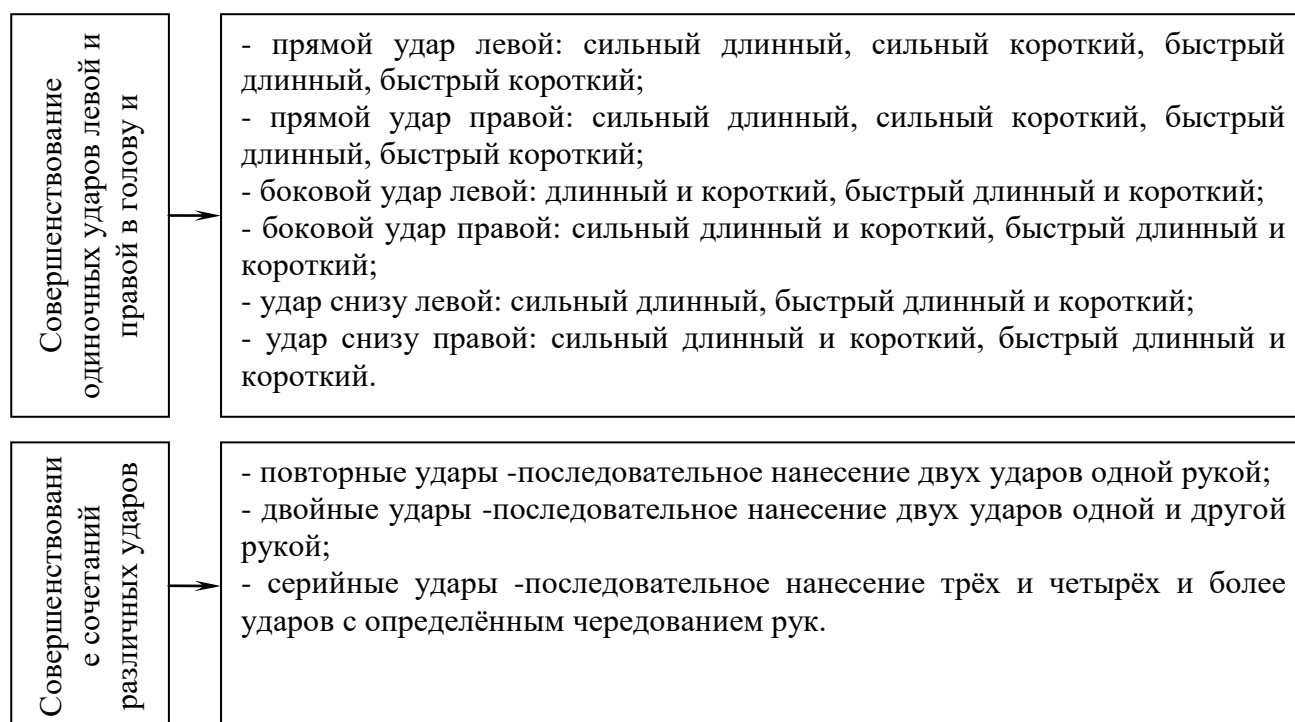 Совершенствование
одиночных ударов левой и
правой в голову и
- прямой удар левой: сильный длинный, сильный короткий, быстрый
длинный, быстрый короткий;
- прямой удар правой: сильный длинный, сильный короткий, быстрый
длинный, быстрый короткий;
- боковой удар левой: длинный и короткий, быстрый длинный и короткий;
- боковой удар правой: сильный длинный и короткий, быстрый длинный и
короткий;
- удар снизу левой: сильный длинный, быстрый длинный и короткий;
- удар снизу правой: сильный длинный и короткий, быстрый длинный и
короткий.
Совершенствовани
е сочетаний
различных ударов
- повторные удары -последовательное нанесение двух ударов одной рукой;
- двойные удары -последовательное нанесение двух ударов одной и другой
рукой;
- серийные удары -последовательное нанесение трёх и четырёх и более
ударов с определённым чередованием рук.